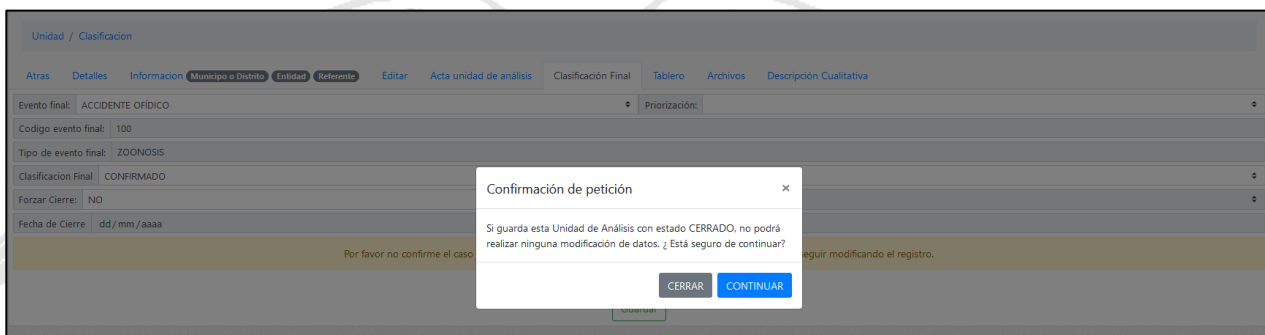 Unidad / Clasificacion
Atras Detalles Informacion Municipo o Distrito Entidad Referente Editar Acta unidad de análisis Clasificación Final Tablero Archivos Descripción Cualitativa
Evento final: ACCIDENTE OFÍDICO Priorización:
Codigo evento final: 100
Tipo de evento final: ZOONOSIS
Clasificacion Final CONFIRMADO
Confirmación de petición ×
Forzar Cierre: NO
Fecha de Cierre dd/mm/aaaa
Si guarda esta Unidad de Análisis con estado CERRADO, no podrá
realizar ninguna modificación de datos. ¿ Está seguro de continuar?
Por favor no confirme el caso
seguir modificando el registro.
CERRAR CONTINUAR
Guardar